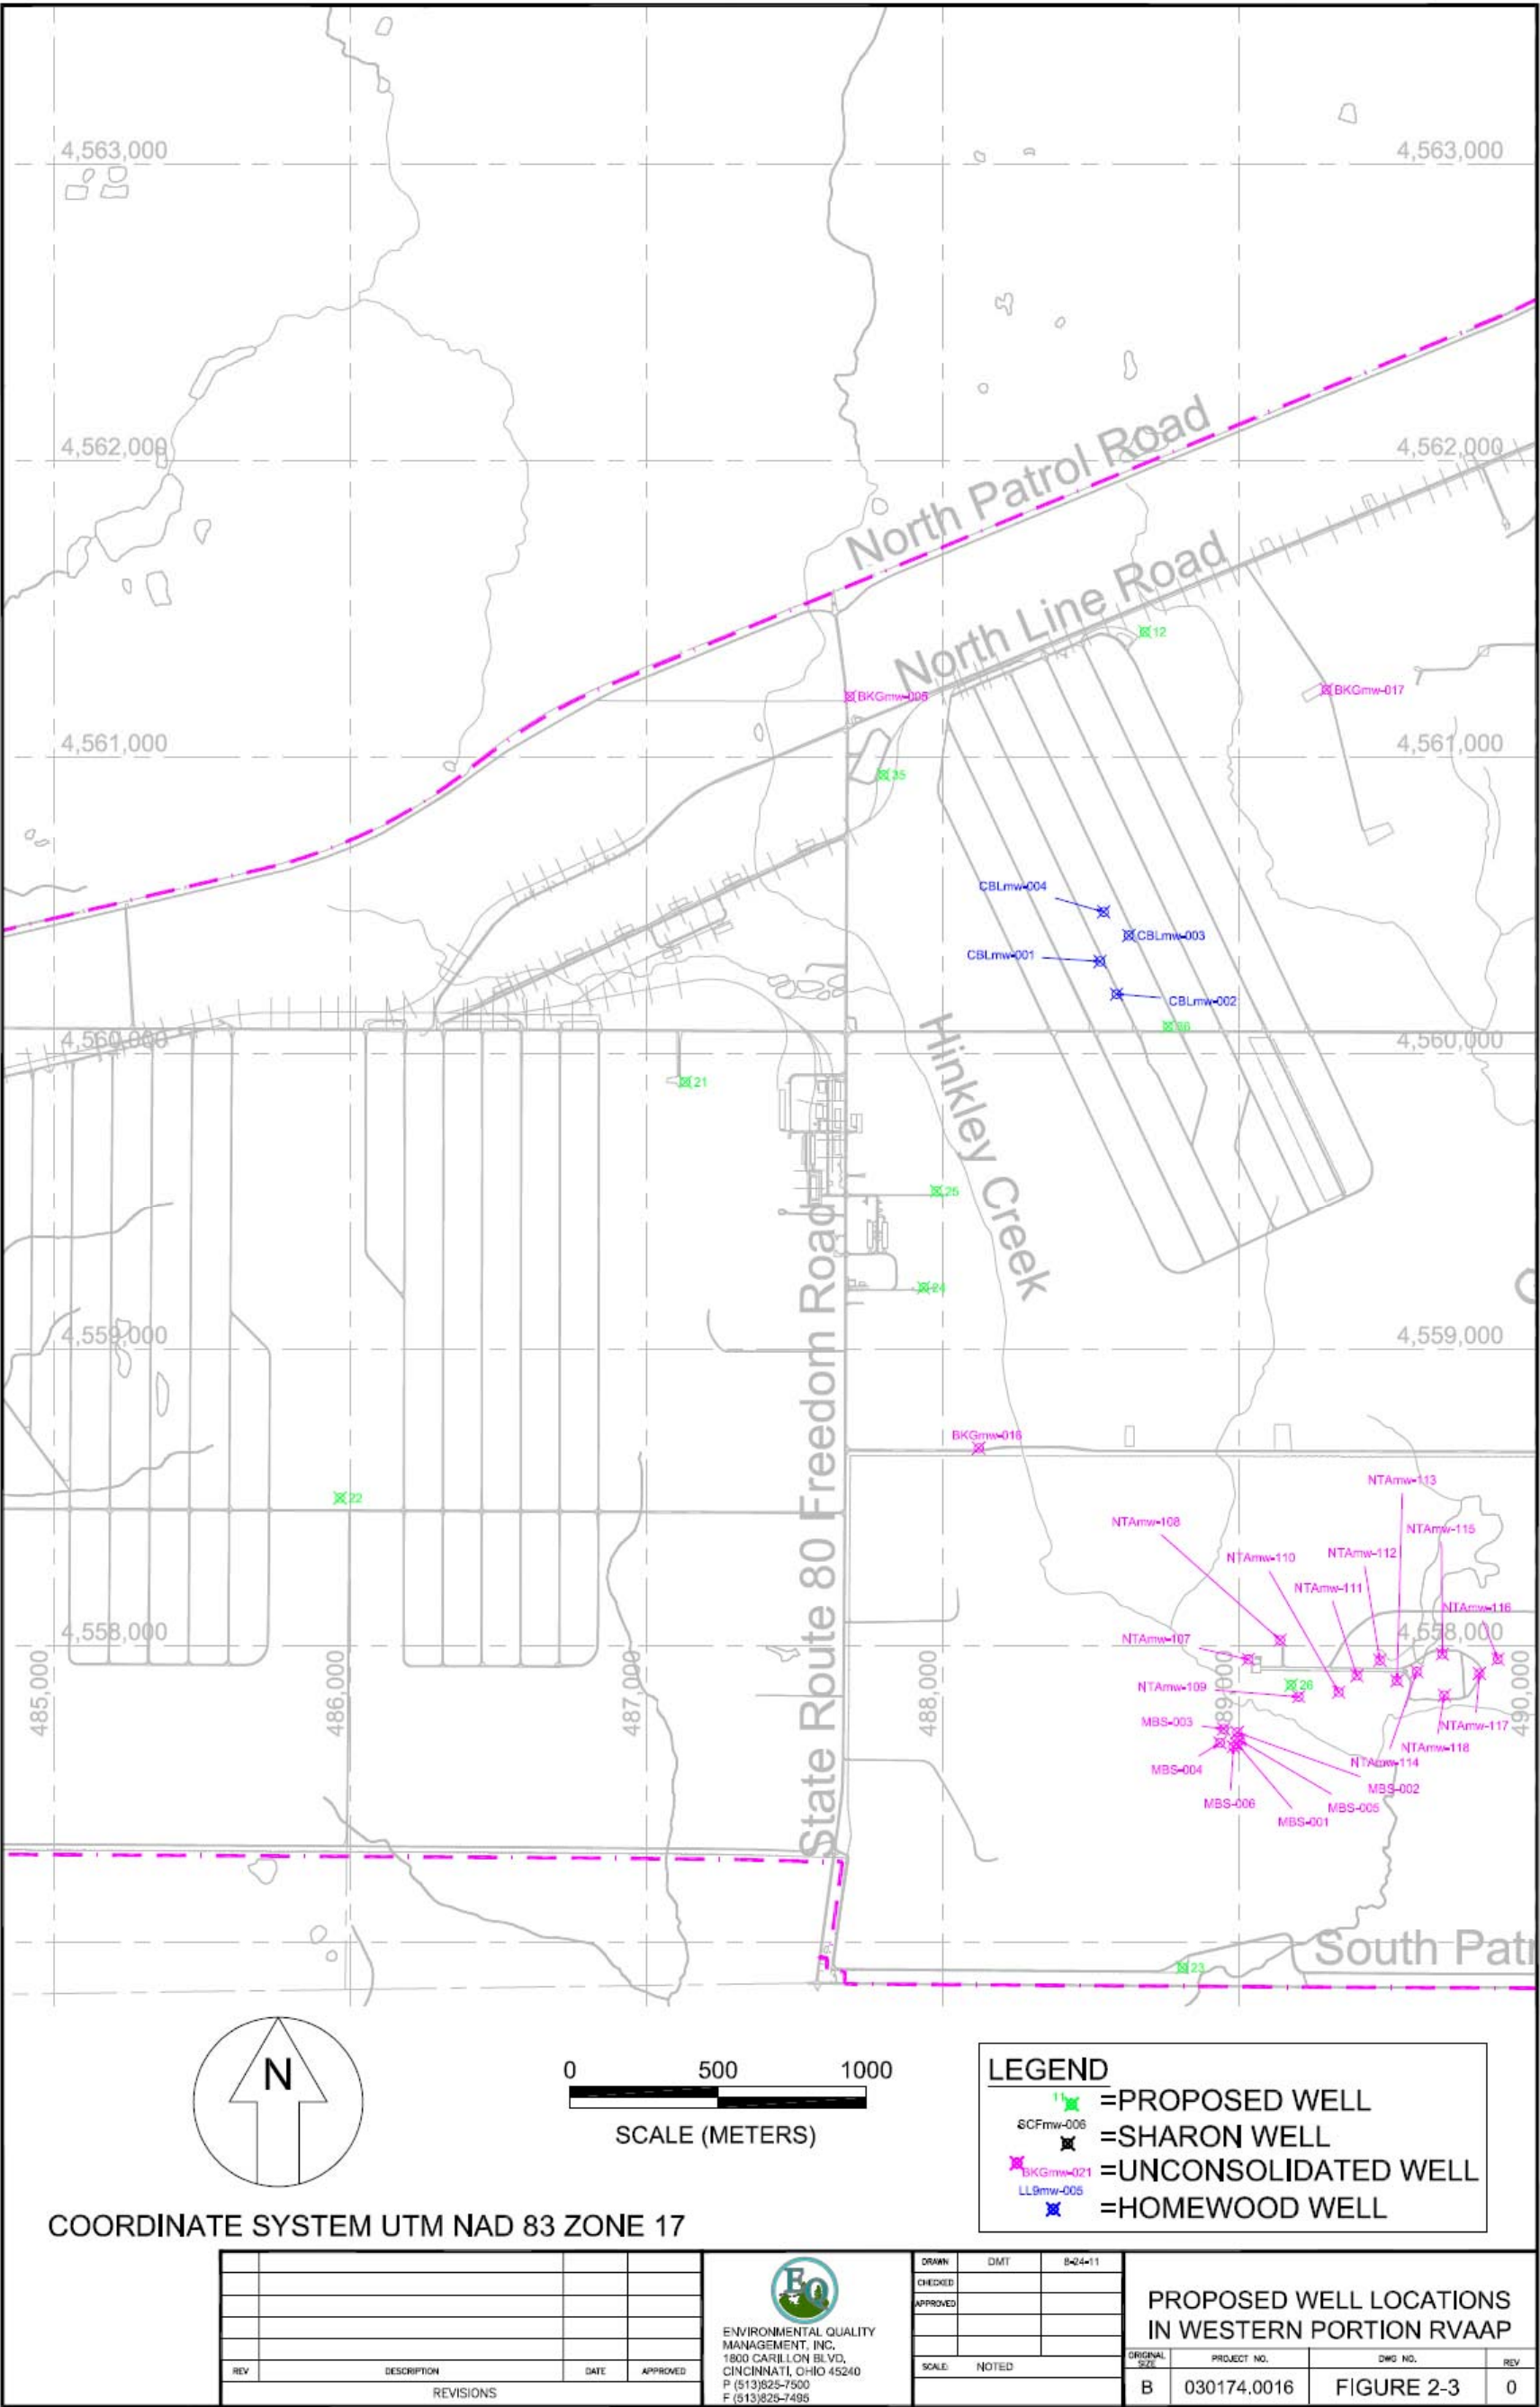 4,563,000
4,563,000
4,562,000
4,562,000
North Patrol Road
North Line Road
12
BKGmw-005
BKGmw-017
4,561,000
4,561,000
35
CBLmw-004
CBLmw-003
CBLmw-001
CBLmw-002
36
4,560,000
4,560,000
21
Hinkley Creek
25
24
4,559,000
4,559,000
State Route 80 Freedom Road
BKGmw-016
22
NTAmw-113
NTAmw-108
NTAmw-115
NTAmw-110
NTAmw-112
NTAmw-111
NTAmw-116
4,558,000
4,558,000
NTAmw-107
485,000
486,000
487,000
488,000
489,000
490,000
NTAmw-109
26
MBS-003
NTAmw-117
NTAmw-118
NTAmw-114
MBS-004
MBS-002
MBS-006
MBS-005
MBS-001
South Patr
23
N
0 500 1000
SCALE (METERS)
LEGEND
11 =PROPOSED WELL
SCFmw-006 =SHARON WELL
BKGmw-021 =UNCONSOLIDATED WELL
LL9mw-005 =HOMEWOOD WELL
COORDINATE SYSTEM UTM NAD 83 ZONE 17
REV DESCRIPTION DATE APPROVED
REVISIONS
EQ
ENVIRONMENTAL QUALITY
MANAGEMENT, INC.
1800 CARILLON BLVD.
CINCINNATI, OHIO 45240
P (513)825-7500
F (513)825-7495
DRAWN DMT 8-24-11
CHECKED
APPROVED
SCALE: NOTED
PROPOSED WELL LOCATIONS
IN WESTERN PORTION RVAAP
ORIGINAL SIZE PROJECT NO. DWG NO. REV
B 030174.0016 FIGURE 2-3 0